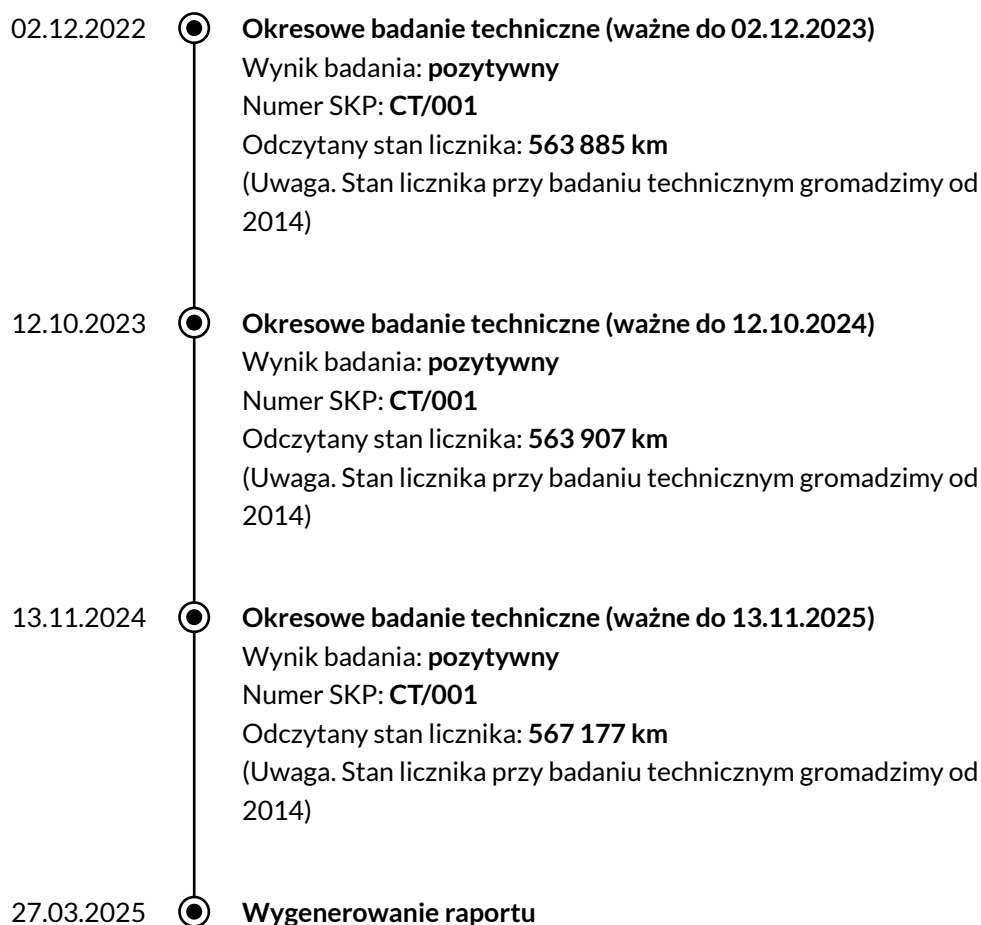 02.12.2022 Okresowe badanie techniczne (ważne do 02.12.2023)
Wynik badania: pozytywny
Numer SKP: CT/001
Odczytany stan licznika: 563 885 km
(Uwaga. Stan licznika przy badaniu technicznym gromadzimy od
2014)
12.10.2023 Okresowe badanie techniczne (ważne do 12.10.2024)
Wynik badania: pozytywny
Numer SKP: CT/001
Odczytany stan licznika: 563 907 km
(Uwaga. Stan licznika przy badaniu technicznym gromadzimy od
2014)
13.11.2024 Okresowe badanie techniczne (ważne do 13.11.2025)
Wynik badania: pozytywny
Numer SKP: CT/001
Odczytany stan licznika: 567 177 km
(Uwaga. Stan licznika przy badaniu technicznym gromadzimy od
2014)
27.03.2025 Wygenerowanie raportu